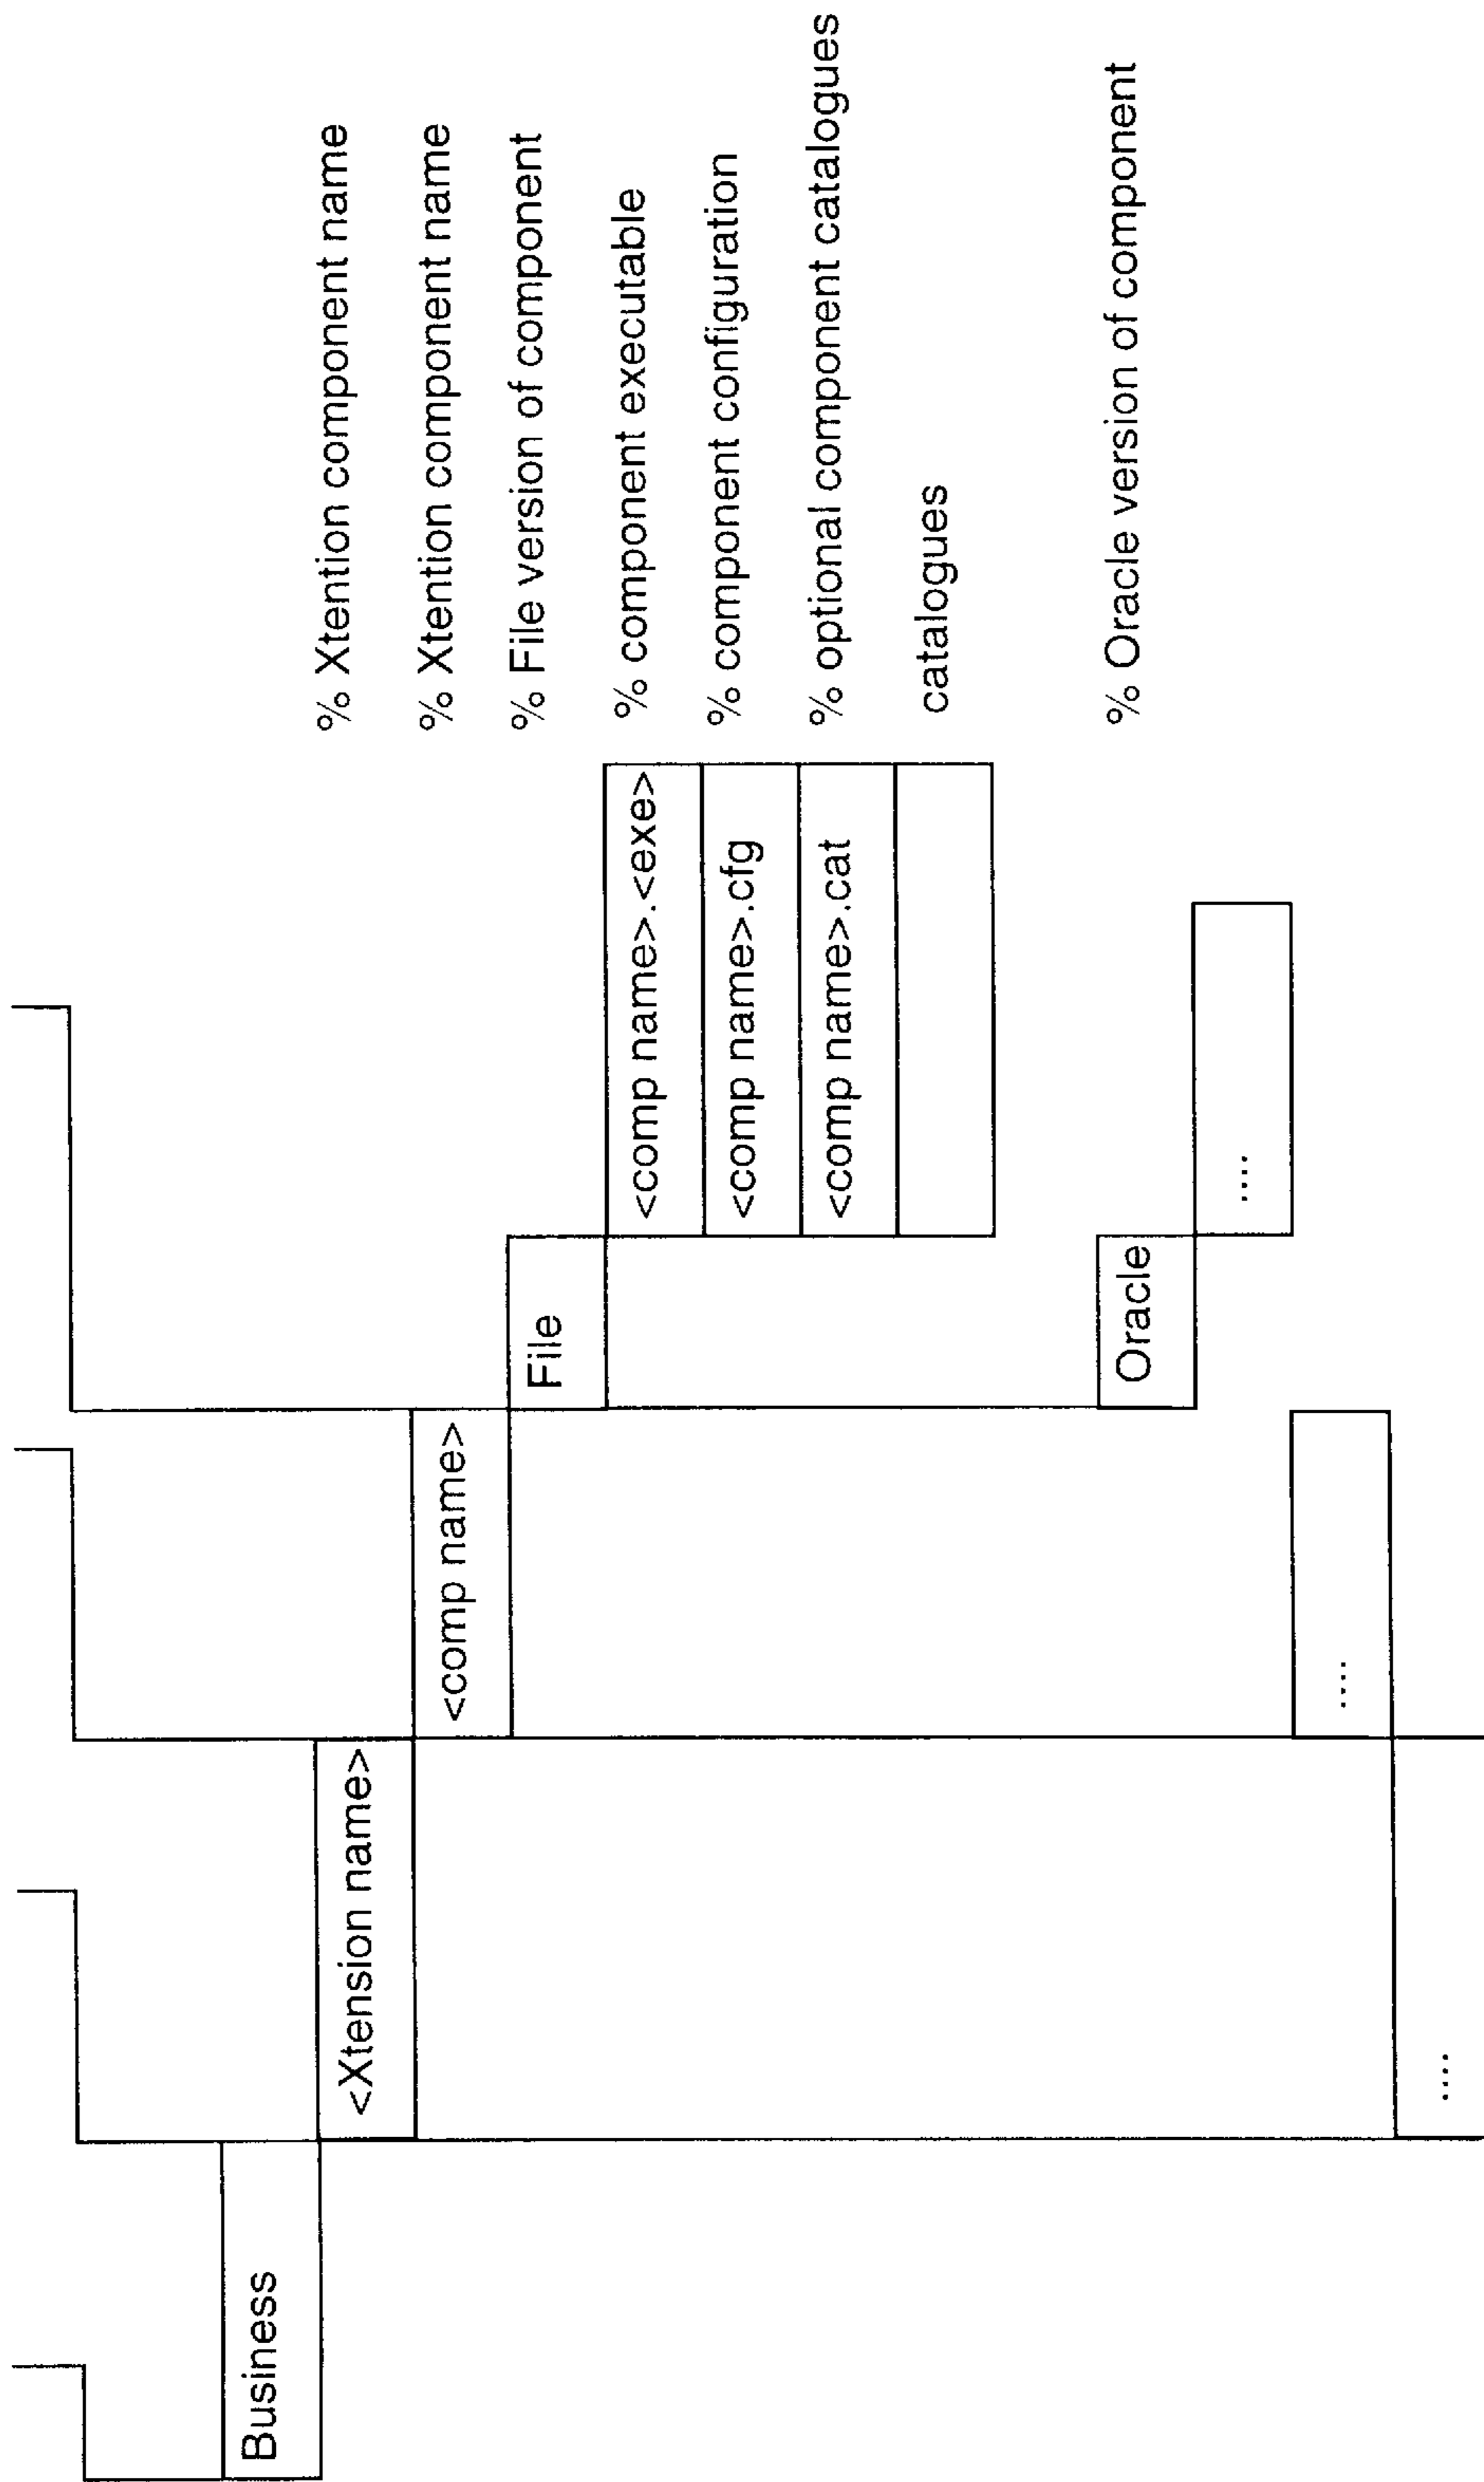 Business
<Xtension name> % Xtention component name
<comp name> % Xtention component name
File % File version of component
<comp name>.<exe> % component executable
<comp name>.cfg % component configuration
<comp name>.cat % optional component catalogues
catalogues
Oracle % Oracle version of component
....
....
....